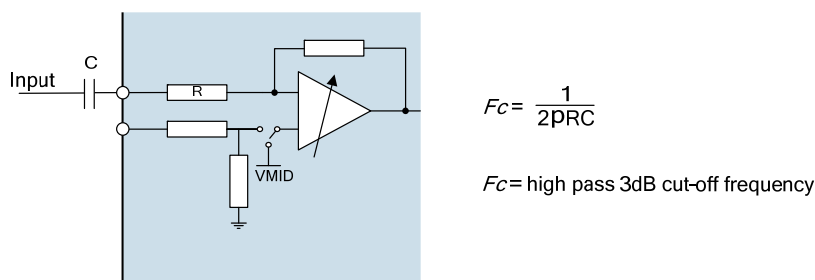 C
Input
R
VMID
Fc = 1
2pRC
Fc = high pass 3dB cut-off frequency